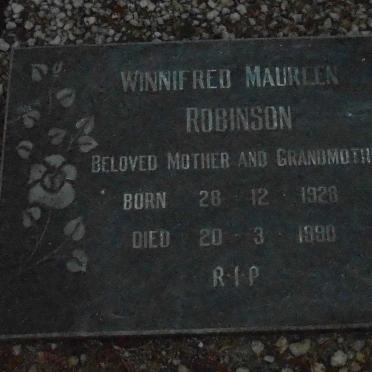 WINNIFRED MAUREEN
ROBINSON
BELOVED MOTHER AND GRANDMOTH
BORN 28 · 12 · 1928
DIED 20 · 3 · 1990
R·I·P